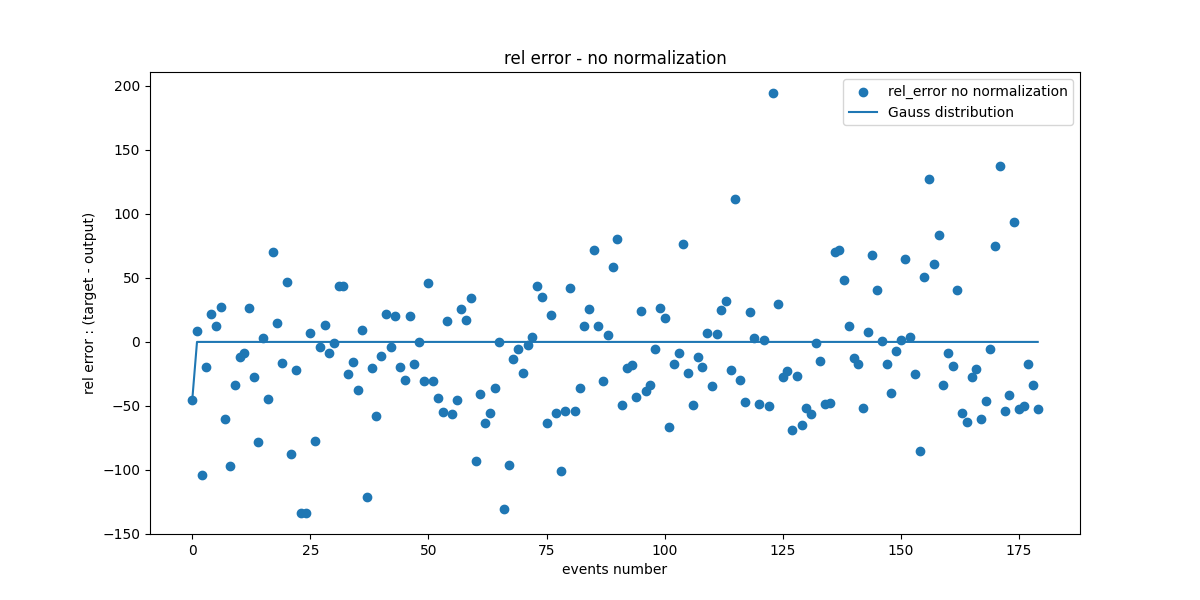 rel error - no normalization
rel_error no normalization
Gauss distribution
rel error : (target - output)
200
150
100
50
0
−50
−100
−150
0 25 50 75 100 125 150 175
events number